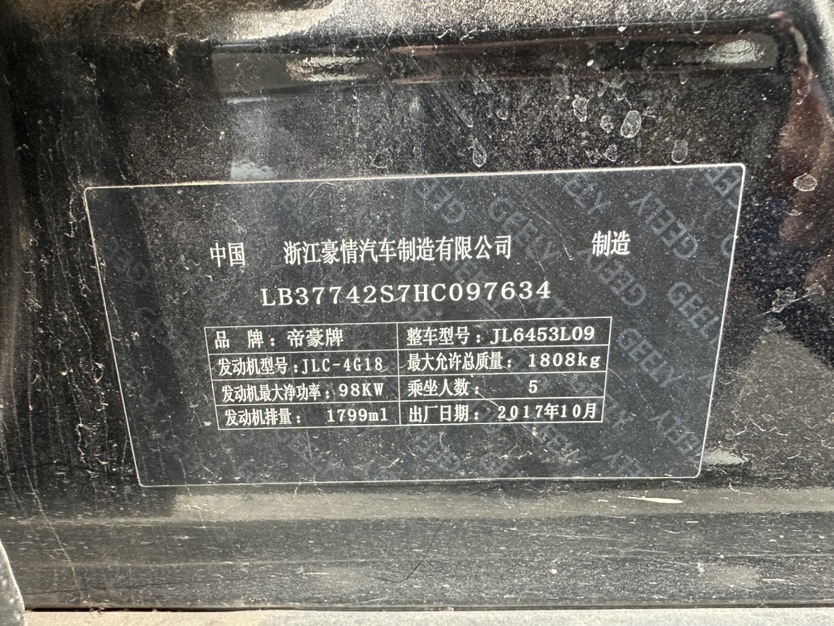 中国 浙江豪情汽车制造有限公司 制造
LB37742S7HC097634
品 牌：帝豪牌 整车型号：JL6453L09
发动机型号：JLC-4G18 最大允许总质量：1808kg
发动机最大净功率：98KW 乘坐人数： 5
发动机排量： 1799ml 出厂日期： 2017年10月
GEELY